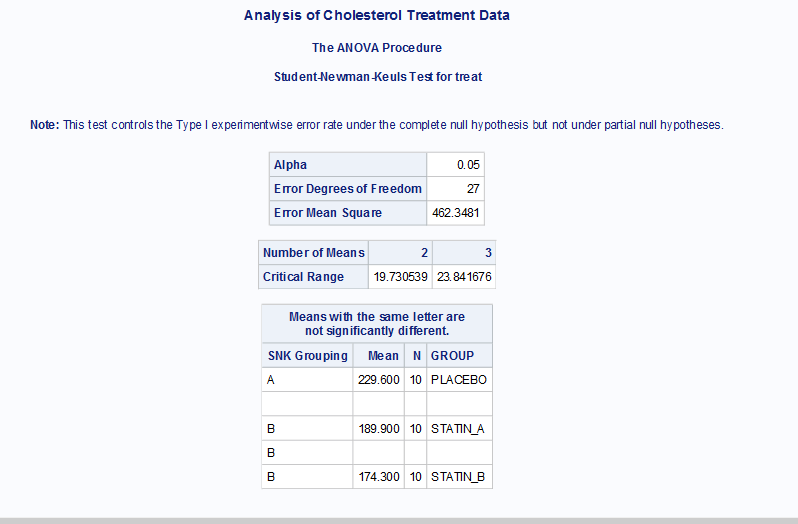 Analysis of Cholesterol Treatment Data
The ANOVA Procedure
Student-Newman-Keuls Test for treat
Note: This test controls the Type I experimentwise error rate under the complete null hypothesis but not under partial null hypotheses.
Alpha 0.05
Error Degrees of Freedom 27
Error Mean Square 462.3481
Number of Means 2 3
Critical Range 19.730539 23.841676
Means with the same letter are
not significantly different.
SNK Grouping Mean N GROUP
A 229.600 10 PLACEBO
B 189.900 10 STATIN_A
B
B 174.300 10 STATIN_B